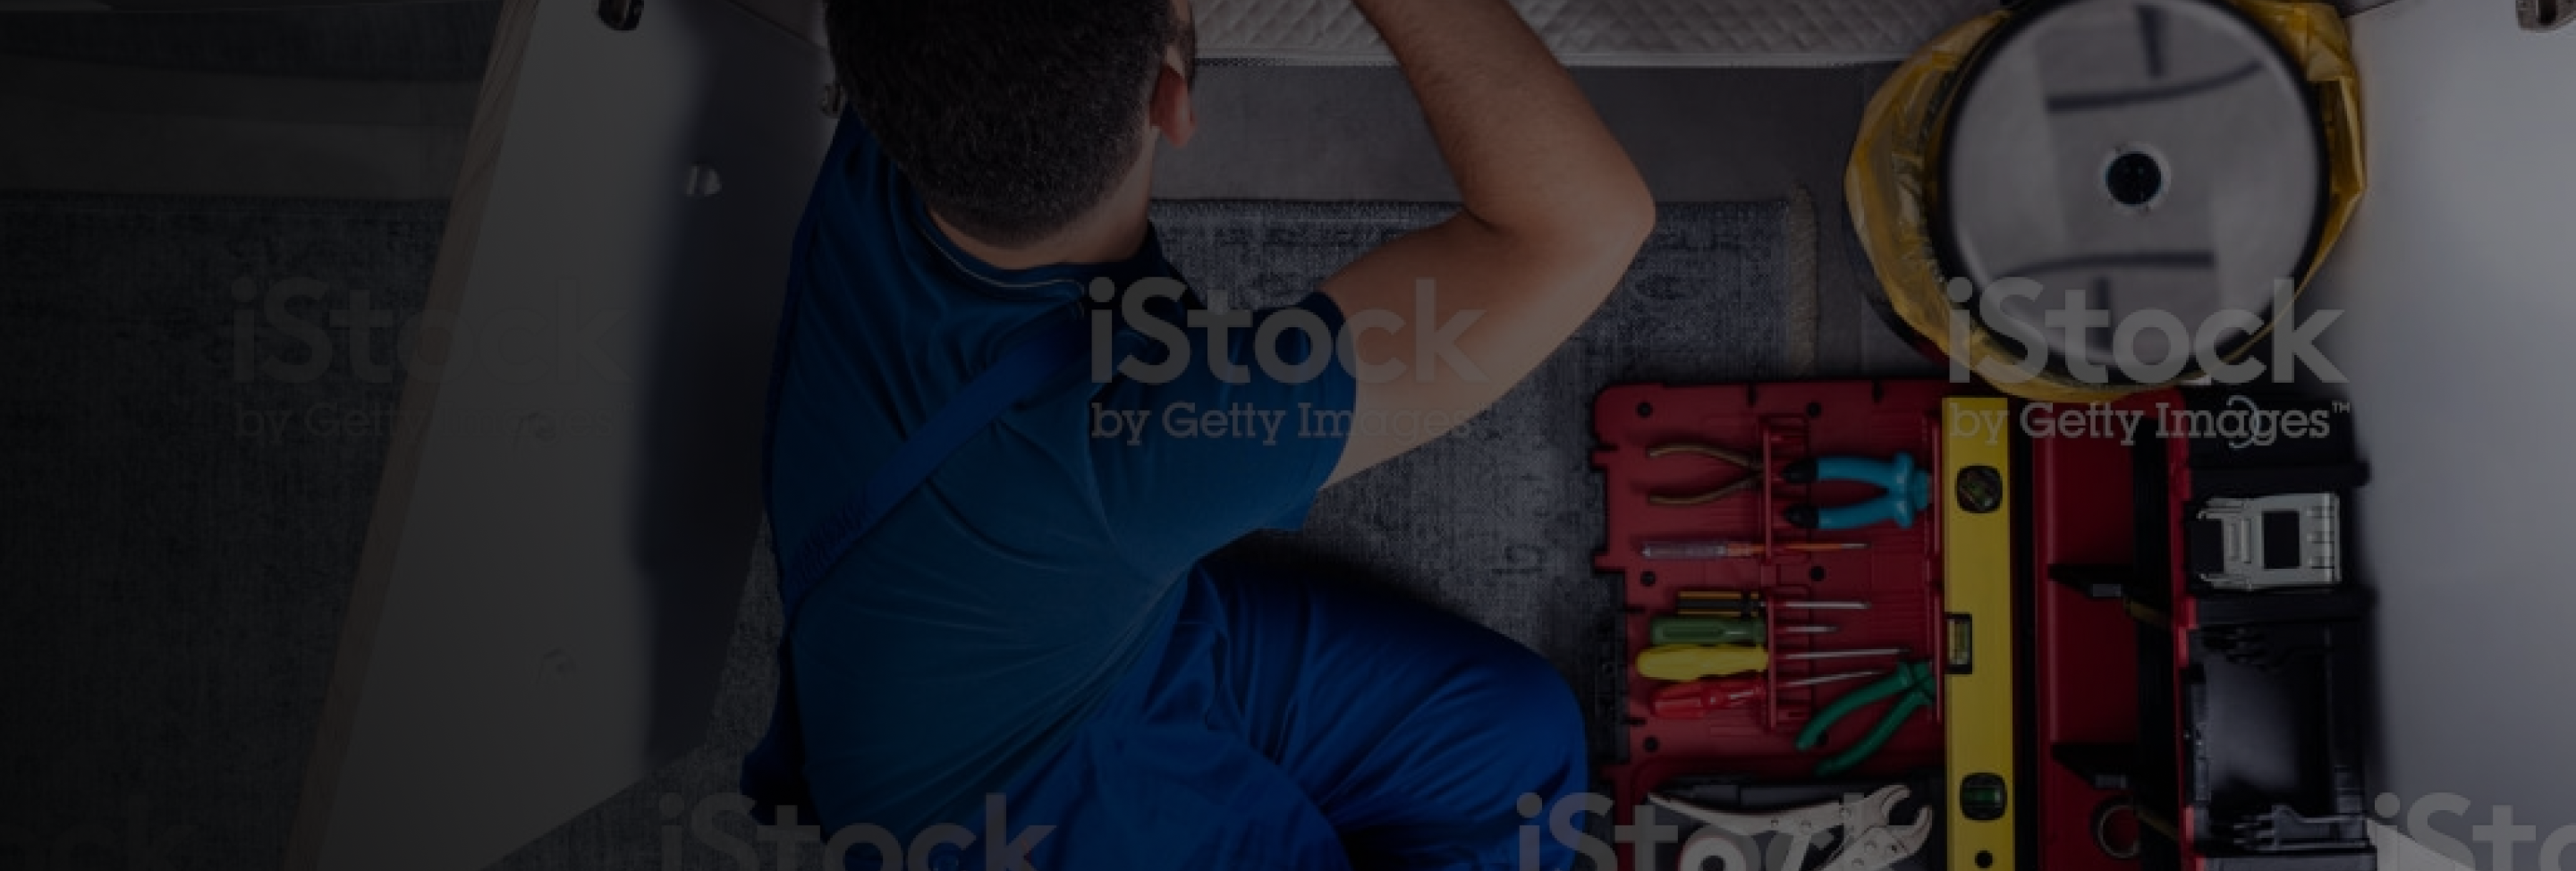 iStock
by Getty Images
iStock
by Getty Images
iStock
by Getty Images™
iStock
iStock
iSto